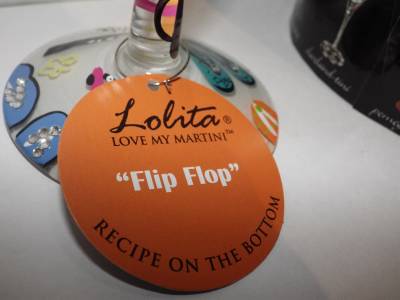 Lolita®
LOVE MY MARTINI™
"Flip Flop"
RECIPE ON THE BOTTOM